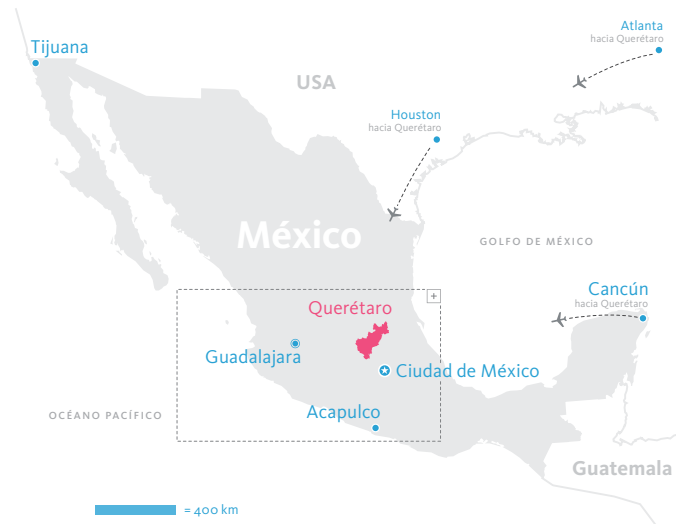 Atlanta
hacia Querétaro
Tijuana
USA
Houston
hacia Querétaro
México
GOLFO DE MÉXICO
Cancún
hacia Querétaro
+
Querétaro
Guadalajara
Ciudad de México
Acapulco
OCÉANO PACÍFICO
Guatemala
= 400 km